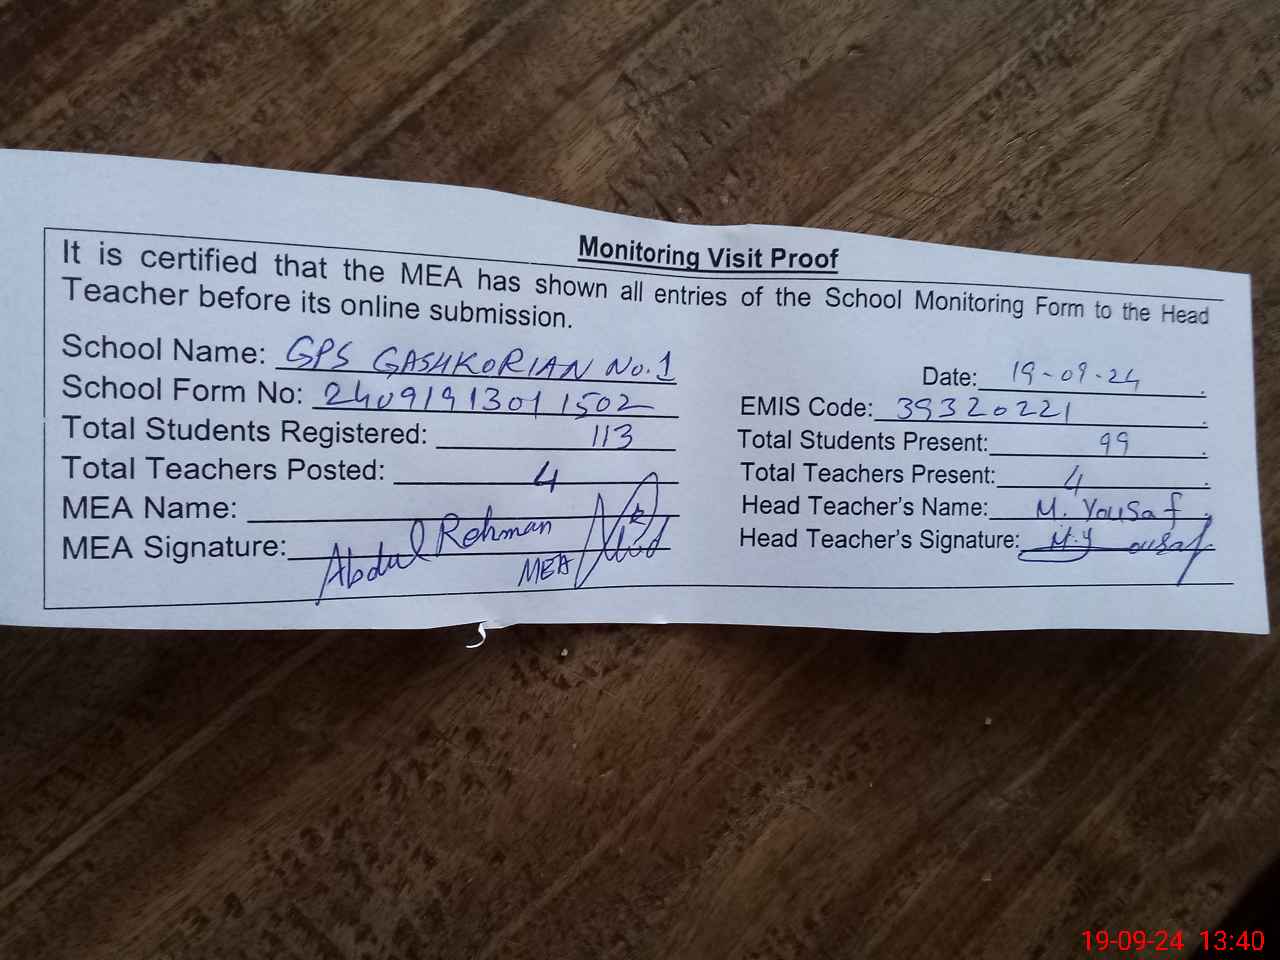 Monitoring Visit Proof
It is certified that the MEA has shown all entries of the School Monitoring Form to the Head
Teacher before its online submission.
School Name: GPS GASHKORIAN No.1
Date: 19-09-24
School Form No: 2409191301 1502
EMIS Code: 39320221
Total Students Registered: 113
Total Students Present: 99
Total Teachers Posted: 4
Total Teachers Present: 4
MEA Name:
Head Teacher's Name: M. YOUSaf
MEA Signature: Abdul Rehman
MEA
Head Teacher's Signature: M.Yousaf
19-09-24 13:40